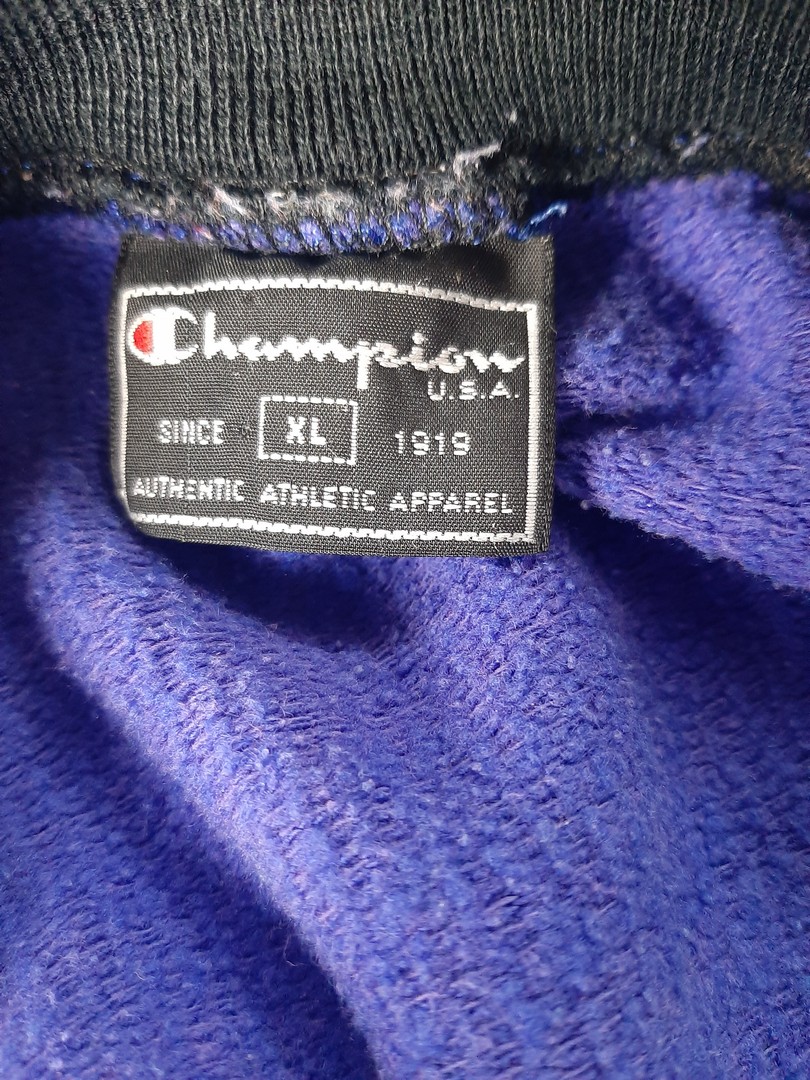 Champion
U.S.A.
SINCE XL 1919
AUTHENTIC ATHLETIC APPAREL